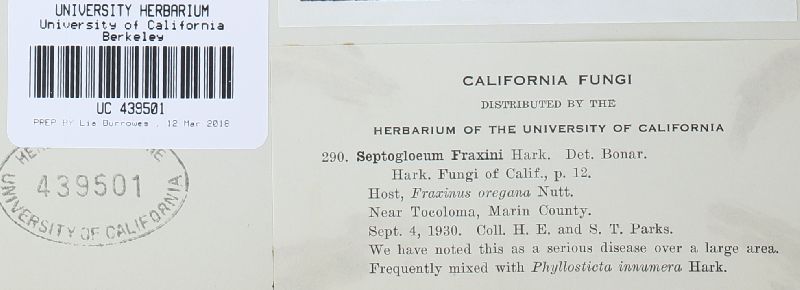 UNIVERSITY HERBARIUM
University of California
Berkeley
UC 439501
PREP BY Lia Burrowes , 12 Mar 2018
439501
UNIVERSITY OF CALIFORNIA
CALIFORNIA FUNGI
DISTRIBUTED BY THE
HERBARIUM OF THE UNIVERSITY OF CALIFORNIA
290. Septogloeum Fraxini Hark. Det. Bonar.
Hark. Fungi of Calif., p. 12.
Host, Fraxinus oregana Nutt.
Near Tocoloma, Marin County.
Sept. 4, 1930. Coll. H. E. and S. T. Parks.
We have noted this as a serious disease over a large area.
Frequently mixed with Phyllosticta innumera Hark.